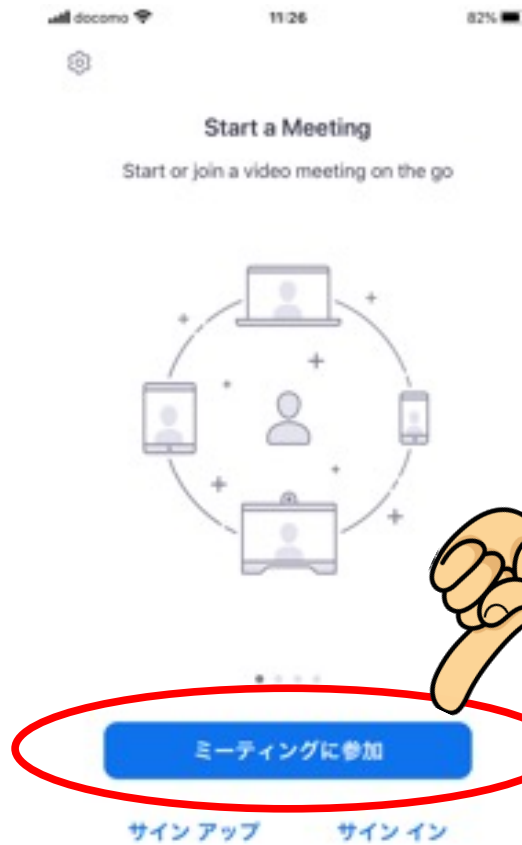 docomo 11:26 82%
Start a Meeting
Start or join a video meeting on the go
ミーティングに参加
サイン アップ サイン イン